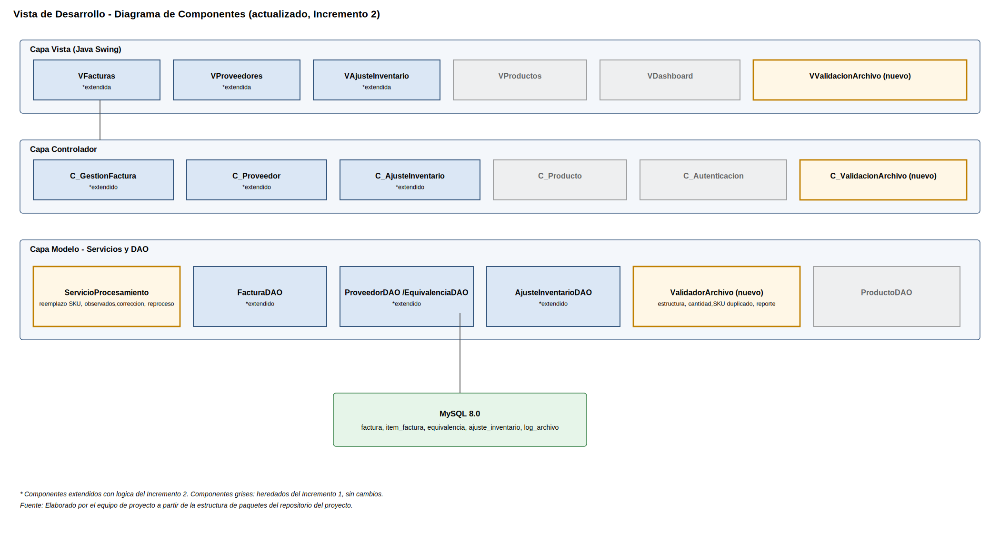 Vista de Desarrollo - Diagrama de Componentes (actualizado, Incremento 2)
Capa Vista (Java Swing)
VFacturas
*extendida
VProveedores
*extendida
VAjusteInventario
*extendida
VProductos
VDashboard
VValidacionArchivo (nuevo)
Capa Controlador
C_GestionFactura
*extendido
C_Proveedor
*extendido
C_AjusteInventario
*extendido
C_Producto
C_Autenticacion
C_ValidacionArchivo (nuevo)
Capa Modelo - Servicios y DAO
ServicioProcesamiento
reemplazo SKU, observados,correccion, reproceso
FacturaDAO
*extendido
ProveedorDAO /EquivalenciaDAO
*extendido
AjusteInventarioDAO
*extendido
ValidadorArchivo (nuevo)
estructura, cantidad,SKU duplicado, reporte
ProductoDAO
MySQL 8.0
factura, item_factura, equivalencia, ajuste_inventario, log_archivo
* Componentes extendidos con logica del Incremento 2. Componentes grises: heredados del Incremento 1, sin cambios.
Fuente: Elaborado por el equipo de proyecto a partir de la estructura de paquetes del repositorio del proyecto.